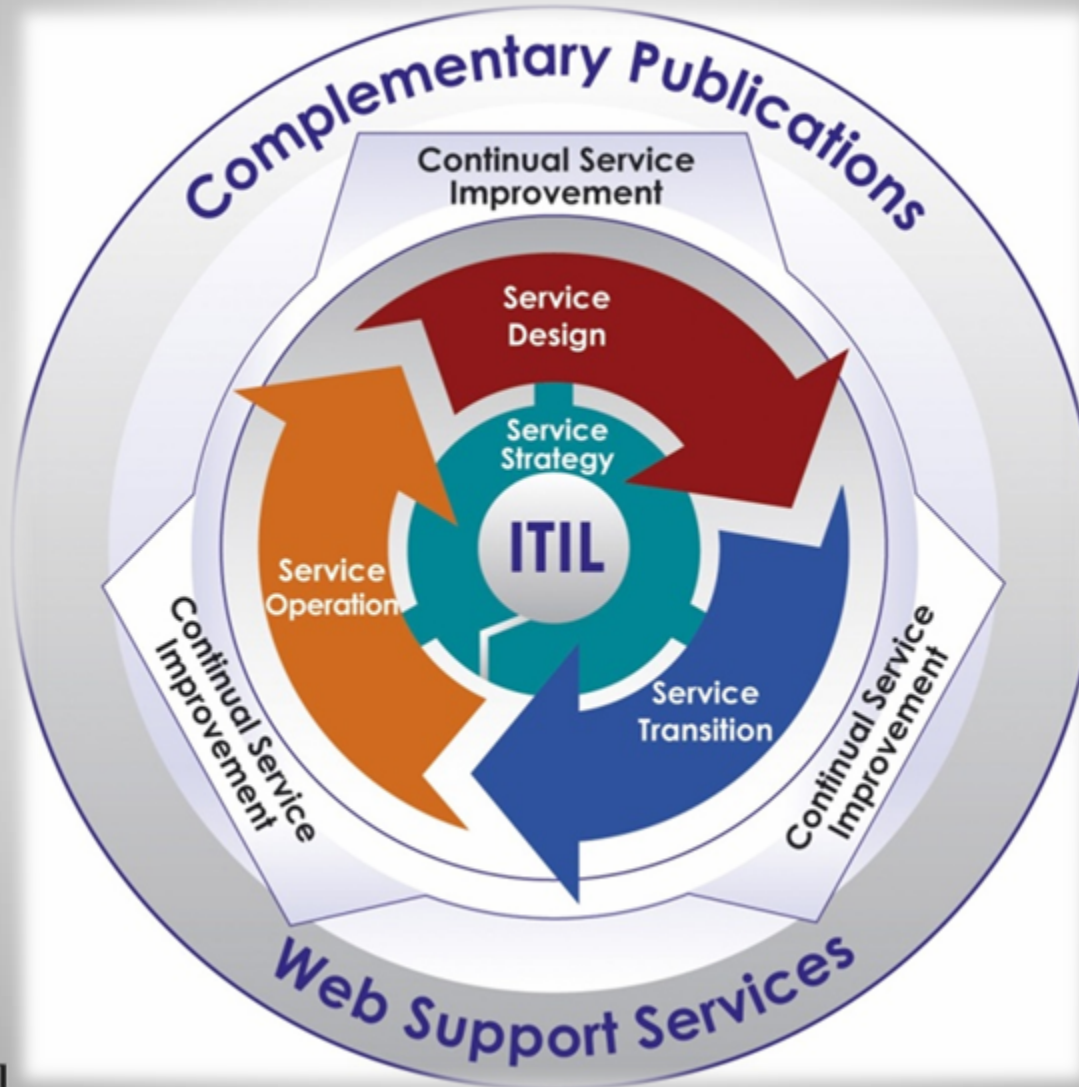 Complementary Publications
Continual Service
Improvement
Service
Design
Service
Strategy
ITIL
Service
Operation
Service
Transition
Continual Service
Improvement
Continual Service
Improvement
Web Support Services